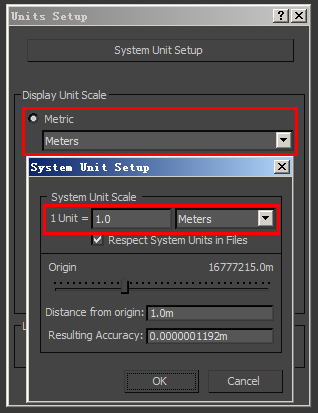 Units Setup
System Unit Setup
Display Unit Scale
Metric
Meters
System Unit Setup
System Unit Scale
1 Unit = 1.0 Meters
Respect System Units in Files
Origin 16777215.0m
Distance from origin: 1.0m
Resulting Accuracy: 0.0000001192m
OK Cancel